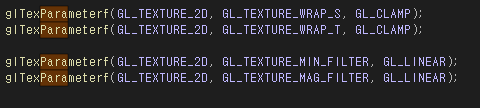 glTexParameterf(GL_TEXTURE_2D, GL_TEXTURE_WRAP_S, GL_CLAMP);
glTexParameterf(GL_TEXTURE_2D, GL_TEXTURE_WRAP_T, GL_CLAMP);
glTexParameterf(GL_TEXTURE_2D, GL_TEXTURE_MIN_FILTER, GL_LINEAR);
glTexParameterf(GL_TEXTURE_2D, GL_TEXTURE_MAG_FILTER, GL_LINEAR);